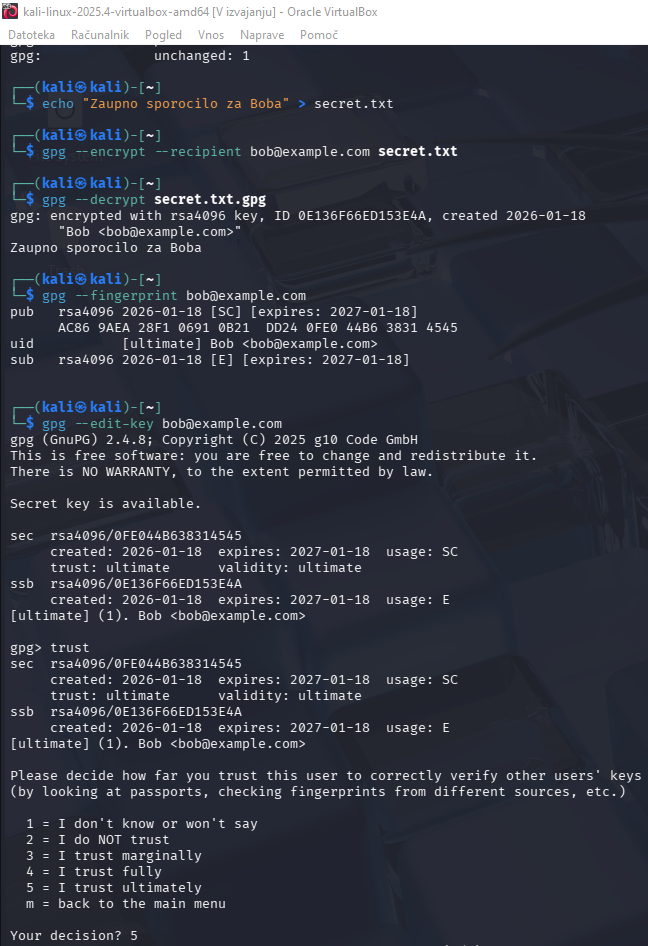 kali-linux-2025.4-virtualbox-amd64 [V izvajanju] - Oracle VirtualBox
Datoteka Računalnik Pogled Vnos Naprave Pomoč
gpg: unchanged: 1
┌──(kali㉿kali)-[~]
└─$ echo "Zaupno sporocilo za Boba" > secret.txt
┌──(kali㉿kali)-[~]
└─$ gpg --encrypt --recipient bob@example.com secret.txt
┌──(kali㉿kali)-[~]
└─$ gpg --decrypt secret.txt.gpg
gpg: encrypted with rsa4096 key, ID 0E136F66ED153E4A, created 2026-01-18
"Bob <bob@example.com>"
Zaupno sporocilo za Boba
┌──(kali㉿kali)-[~]
└─$ gpg --fingerprint bob@example.com
pub rsa4096 2026-01-18 [SC] [expires: 2027-01-18]
AC86 9AEA 28F1 0691 0B21 DD24 0FE0 44B6 3831 4545
uid [ultimate] Bob <bob@example.com>
sub rsa4096 2026-01-18 [E] [expires: 2027-01-18]
┌──(kali㉿kali)-[~]
└─$ gpg --edit-key bob@example.com
gpg (GnuPG) 2.4.8; Copyright (C) 2025 g10 Code GmbH
This is free software: you are free to change and redistribute it.
There is NO WARRANTY, to the extent permitted by law.
Secret key is available.
sec rsa4096/0FE044B638314545
created: 2026-01-18 expires: 2027-01-18 usage: SC
trust: ultimate validity: ultimate
ssb rsa4096/0E136F66ED153E4A
created: 2026-01-18 expires: 2027-01-18 usage: E
[ultimate] (1). Bob <bob@example.com>
gpg> trust
sec rsa4096/0FE044B638314545
created: 2026-01-18 expires: 2027-01-18 usage: SC
trust: ultimate validity: ultimate
ssb rsa4096/0E136F66ED153E4A
created: 2026-01-18 expires: 2027-01-18 usage: E
[ultimate] (1). Bob <bob@example.com>
Please decide how far you trust this user to correctly verify other users' keys
(by looking at passports, checking fingerprints from different sources, etc.)
1 = I don't know or won't say
2 = I do NOT trust
3 = I trust marginally
4 = I trust fully
5 = I trust ultimately
m = back to the main menu
Your decision? 5